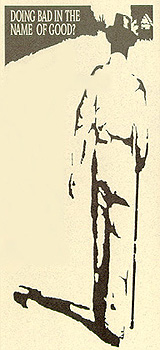 DOING BAD IN THE
NAME OF GOOD?